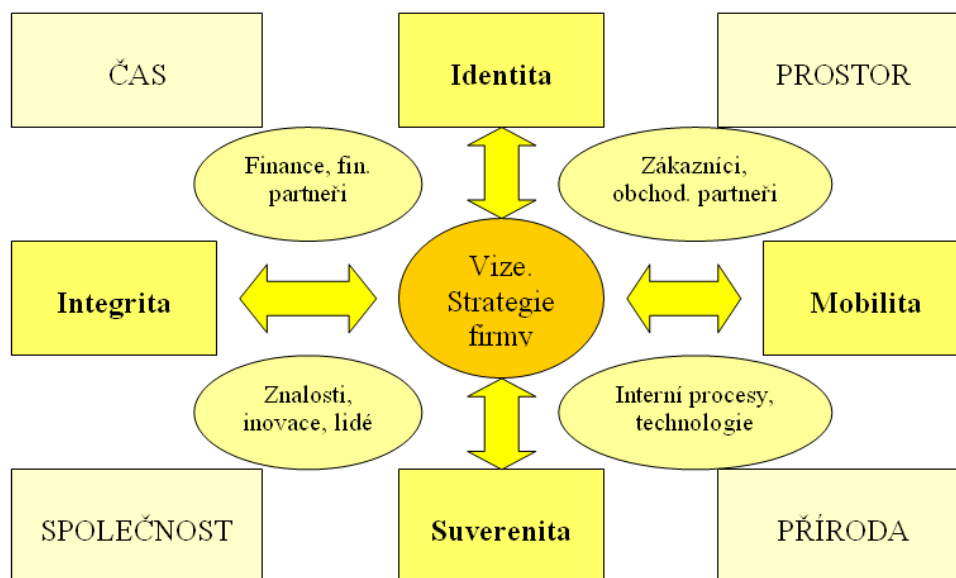 ČAS
Identita
PROSTOR
Finance, fin.
partneři
Zákazníci,
obchod. partneři
Integrita
Vize.
Strategie
firmy
Mobilita
Znalosti,
inovace, lidé
Interní procesy,
technologie
SPOLEČNOST
Suverenita
PŘÍRODA